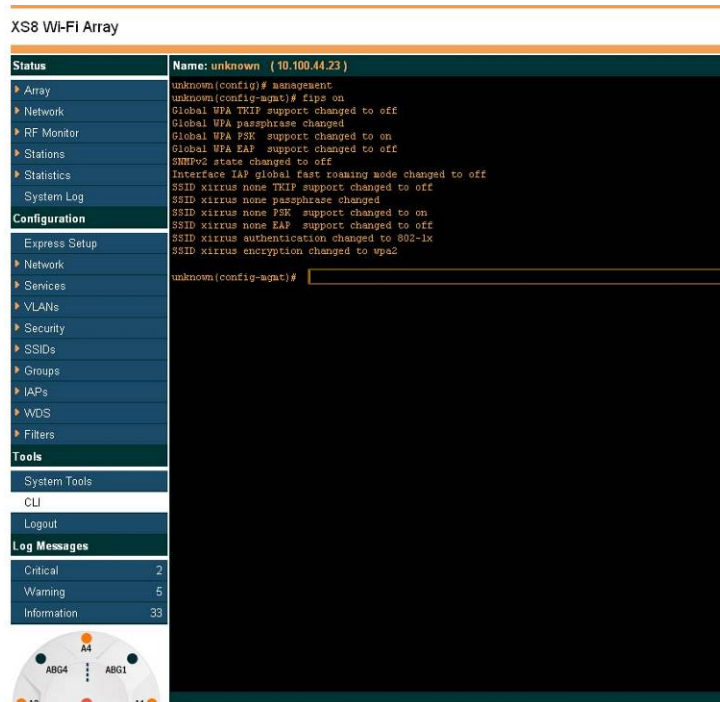 XS8 Wi-Fi Array
Status
Array
Network
RF Monitor
Stations
Statistics
System Log
Configuration
Express Setup
Network
Services
VLANs
Security
SSIDs
Groups
IAPs
WDS
Filters
Tools
System Tools
CLI
Logout
Log Messages
Critical 2
Warning 5
Information 33
A4
ABG4 ABG1
Name: unknown ( 10.100.44.23 )
unknown(config)# management
unknown(config-mgmt)# fips on
Global WPA TKIP support changed to off
Global WPA passphrase changed
Global WPA PSK support changed to on
Global WPA EAP support changed to off
SNMPv2 state changed to off
Interface IAP global fast roaming mode changed to off
SSID xirrus none TKIP support changed to off
SSID xirrus none passphrase changed
SSID xirrus none PSK support changed to on
SSID xirrus none EAP support changed to off
SSID xirrus authentication changed to 802-1x
SSID xirrus encryption changed to wpa2
unknown(config-mgmt)#